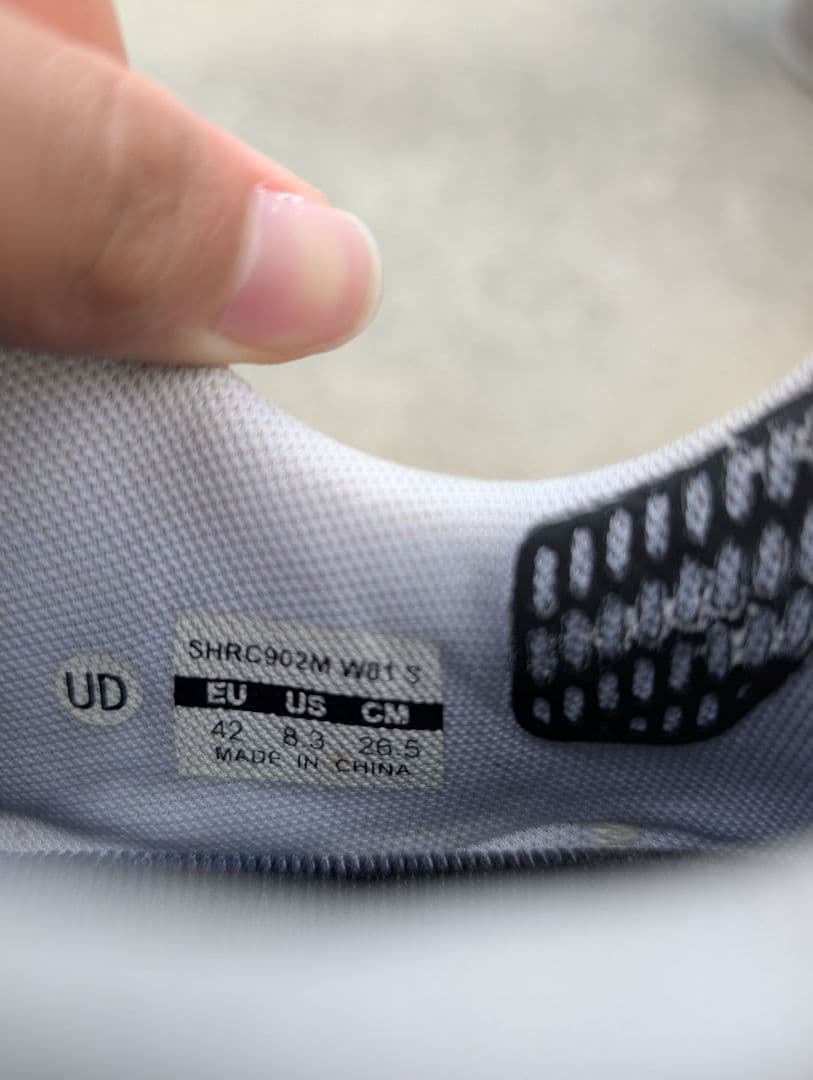 SHRC902M W81 S
UD
EU US CM
42 8.3 26.5
MADE IN CHINA